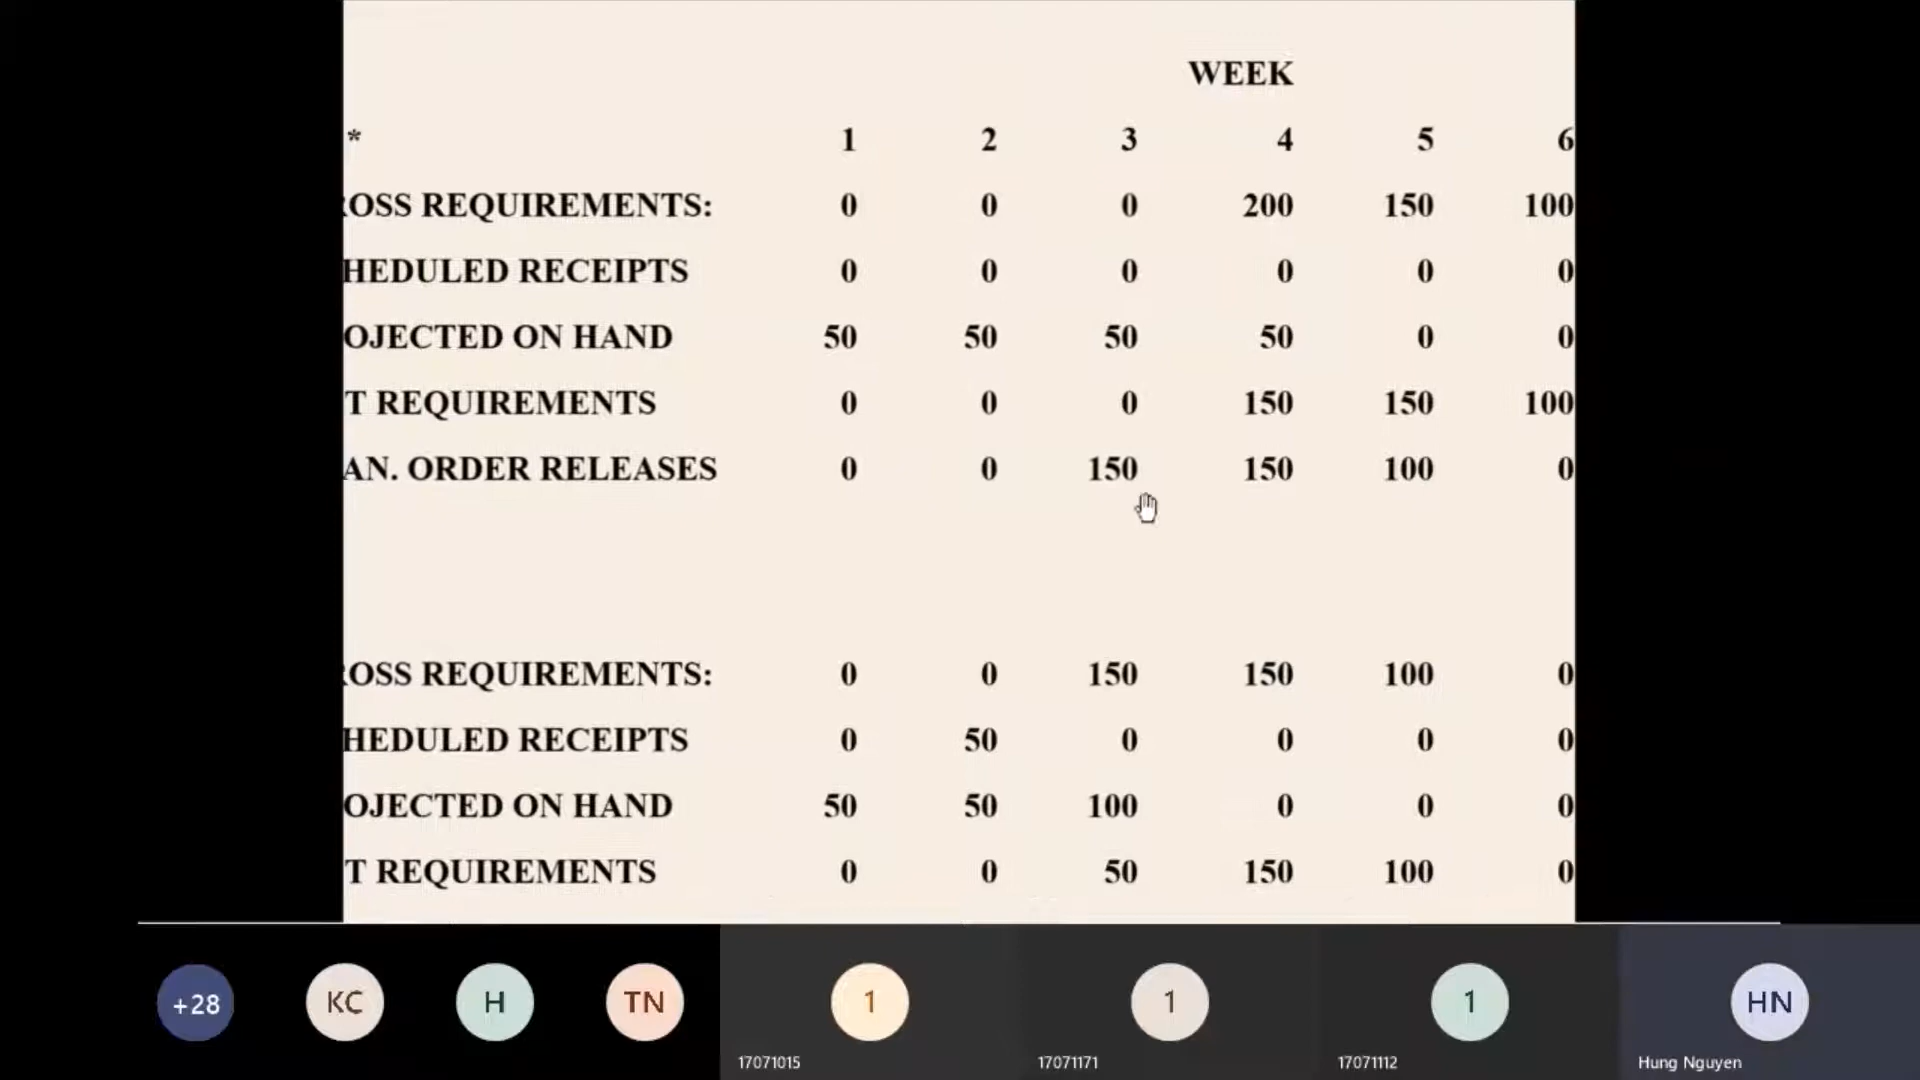 WEEK
* 1 2 3 4 5 6
ROSS REQUIREMENTS: 0 0 0 200 150 100
HEDULED RECEIPTS 0 0 0 0 0 0
OJECTED ON HAND 50 50 50 50 0 0
T REQUIREMENTS 0 0 0 150 150 100
AN. ORDER RELEASES 0 0 150 150 100 0
ROSS REQUIREMENTS: 0 0 150 150 100 0
HEDULED RECEIPTS 0 50 0 0 0 0
OJECTED ON HAND 50 50 100 0 0 0
T REQUIREMENTS 0 0 50 150 100 0
+28 KC H TN 1 1 1 HN
17071015 17071171 17071112 Hung Nguyen